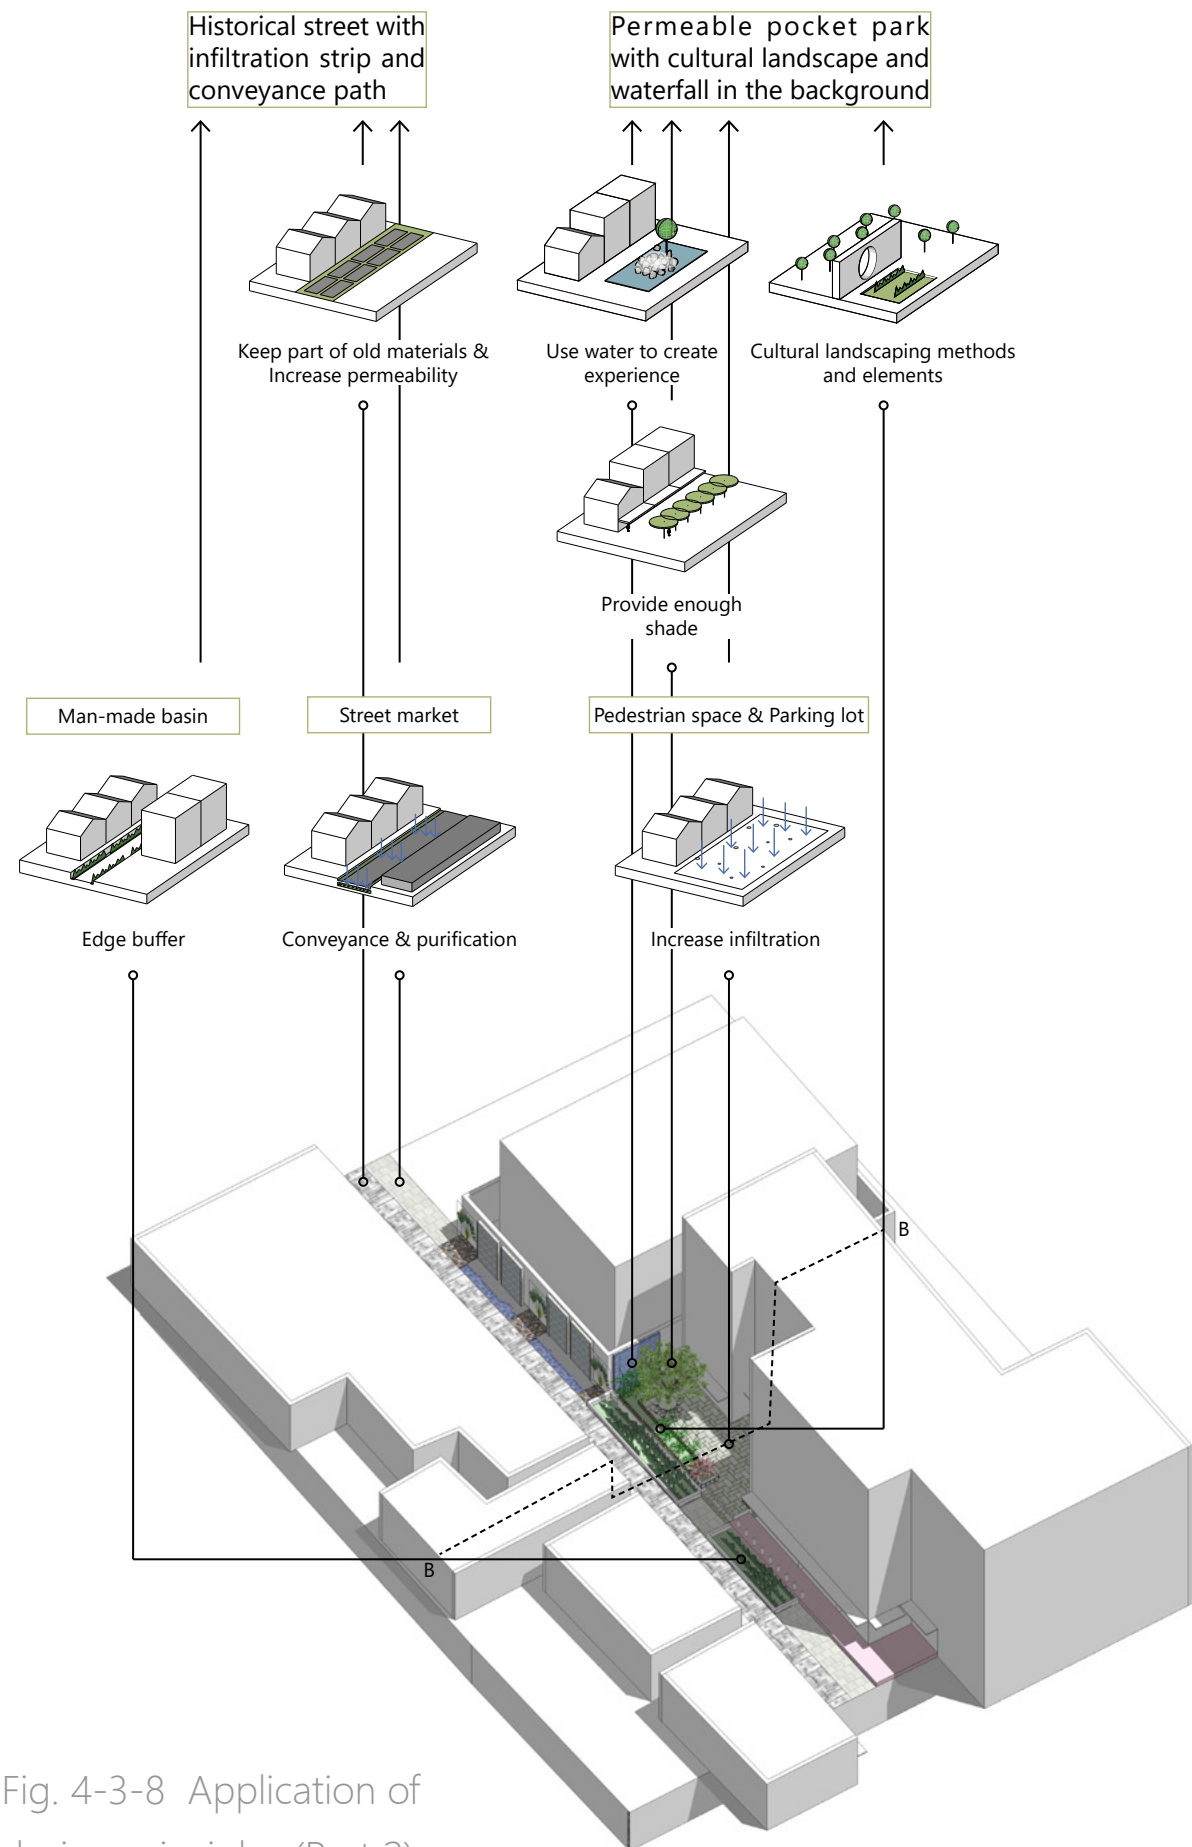 Historical street with
infiltration strip and
conveyance path
Permeable pocket park
with cultural landscape and
waterfall in the background
Keep part of old materials &
Increase permeability
Use water to create
experience
Cultural landscaping methods
and elements
Provide enough
shade
Man-made basin
Street market
Pedestrian space & Parking lot
Edge buffer
Conveyance & purification
Increase infiltration
B
B
Fig. 4-3-8 Application of